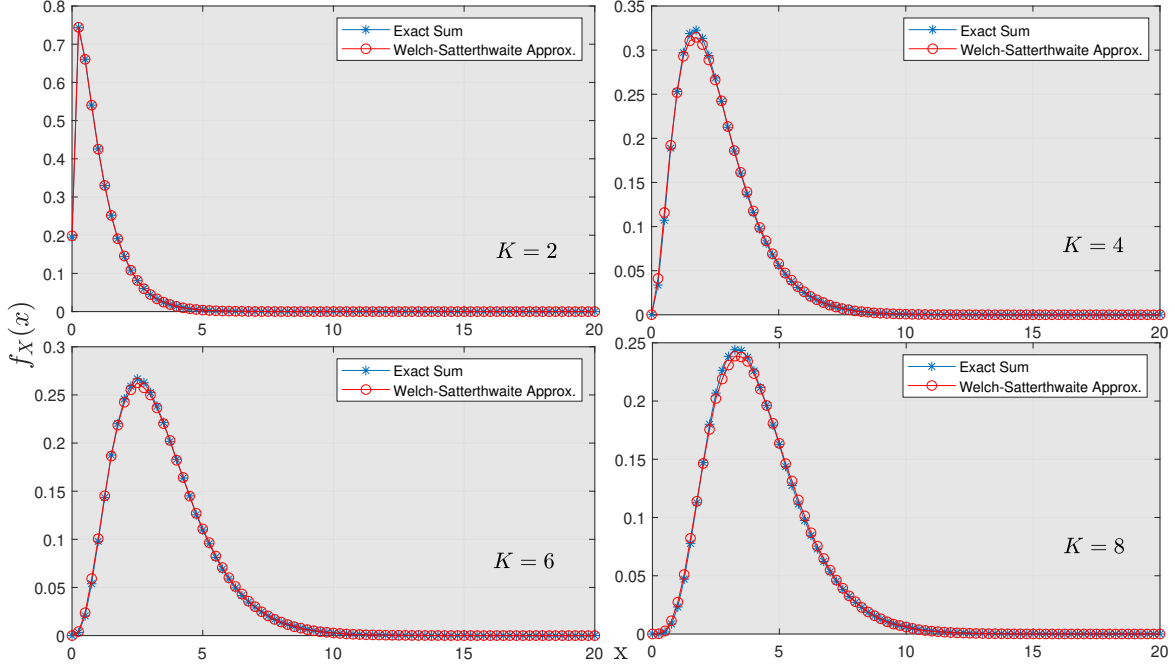 0.8
0.7
0.6
0.5
0.4
0.3
0.2
0.1
0
0 5 10 15 20
Exact Sum
Welch-Satterthwaite Approx.
K = 2
0.35
0.3
0.25
0.2
0.15
0.1
0.05
0
0 5 10 15 20
Exact Sum
Welch-Satterthwaite Approx.
K = 4
f_X(x)
0.3
0.25
0.2
0.15
0.1
0.05
0
0 5 10 15 20
Exact Sum
Welch-Satterthwaite Approx.
K = 6
0.25
0.2
0.15
0.1
0.05
0
0 5 10 15 20
Exact Sum
Welch-Satterthwaite Approx.
K = 8
x